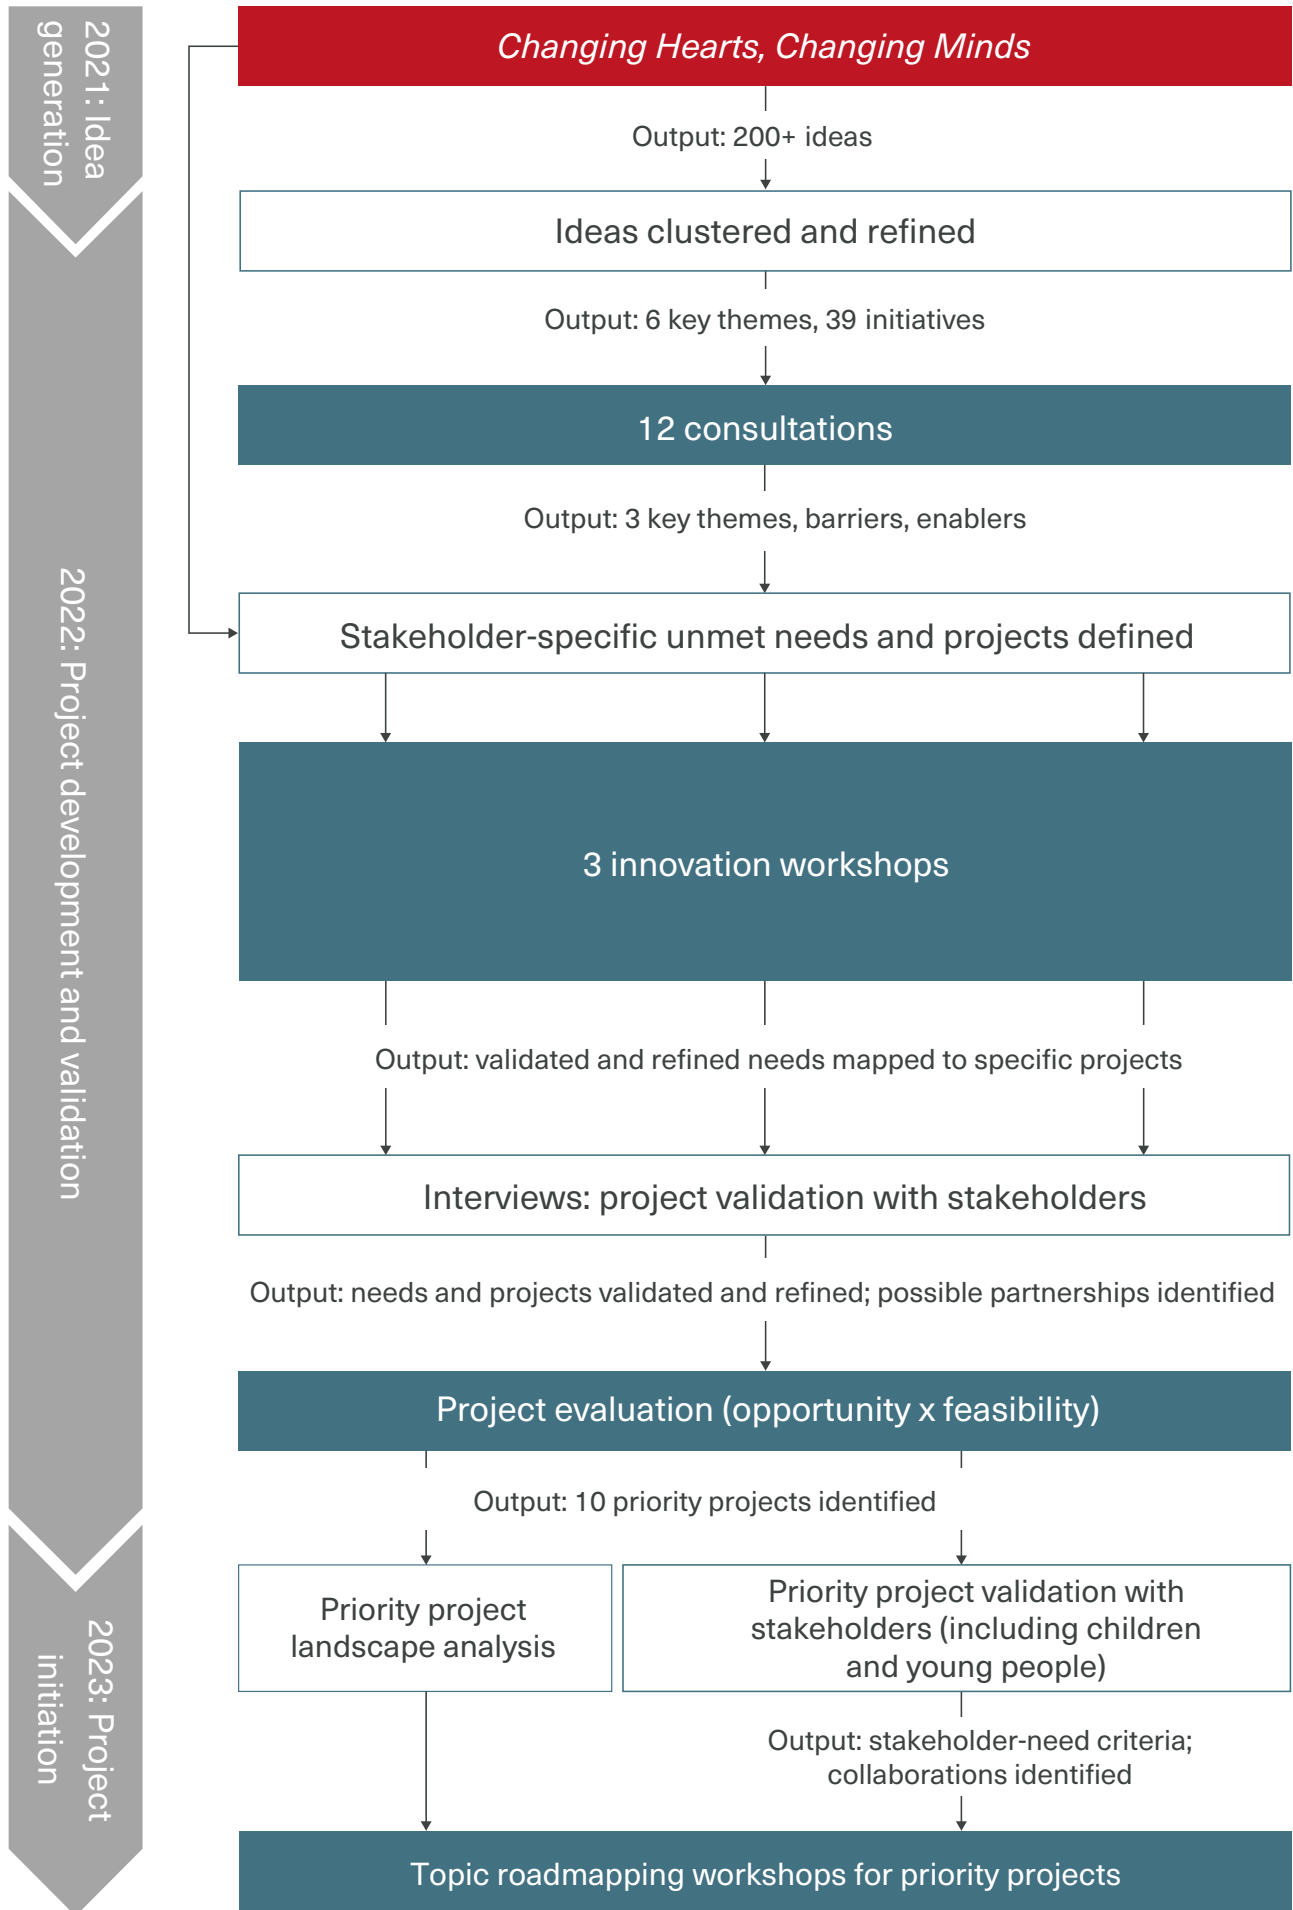 2021: Idea
generation
Changing Hearts, Changing Minds
Output: 200+ ideas
Ideas clustered and refined
Output: 6 key themes, 39 initiatives
12 consultations
Output: 3 key themes, barriers, enablers
2022: Project development and validation
Stakeholder-specific unmet needs and projects defined
3 innovation workshops
Output: validated and refined needs mapped to specific projects
Interviews: project validation with stakeholders
Output: needs and projects validated and refined; possible partnerships identified
Project evaluation (opportunity x feasibility)
Output: 10 priority projects identified
2023: Project
initiation
Priority project
landscape analysis
Priority project validation with
stakeholders (including children
and young people)
Output: stakeholder-need criteria;
collaborations identified
Topic roadmapping workshops for priority projects